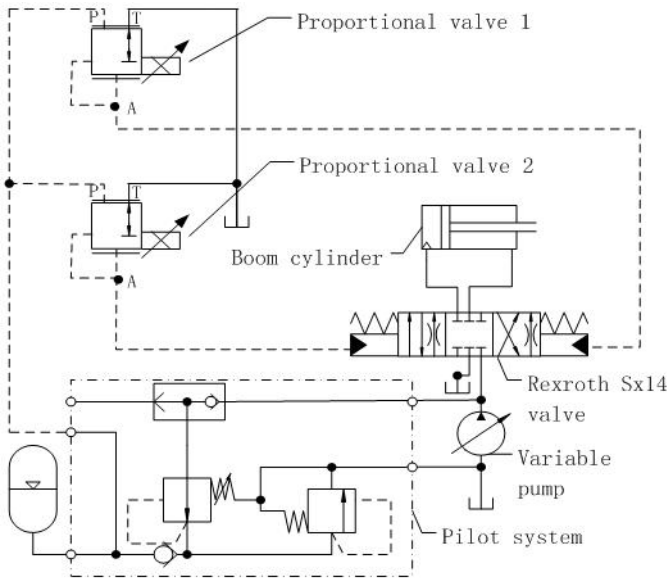 P T
Proportional valve 1
A
Proportional valve 2
P T
Boom cylinder
A
Rexroth Sx14
valve
Variable
pump
Pilot system